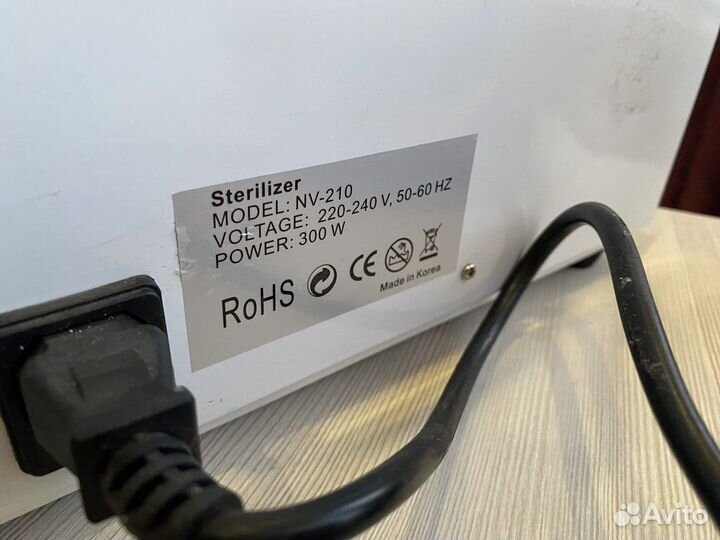 Sterilizer
MODEL: NV-210
VOLTAGE: 220-240 V, 50-60 HZ
POWER: 300 W
RoHS CE
Made in Korea
Avito